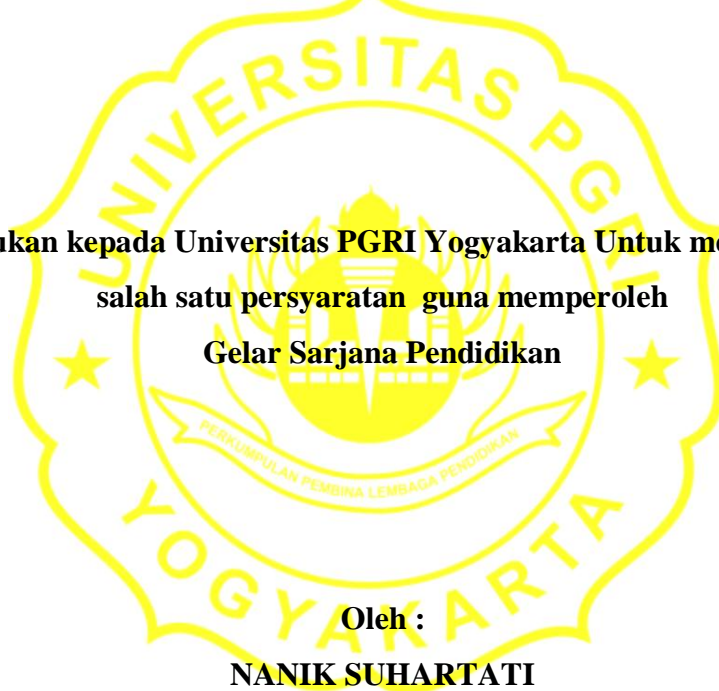 UNIVERSITAS PGRI
ukan kepada Universitas PGRI Yogyakarta Untuk me
salah satu persyaratan guna memperoleh
Gelar Sarjana Pendidikan
PERKUMPULAN PEMBINA LEMBAGA PENDIDIKAN
YOGYAKARTA
Oleh :
NANIK SUHARTATI